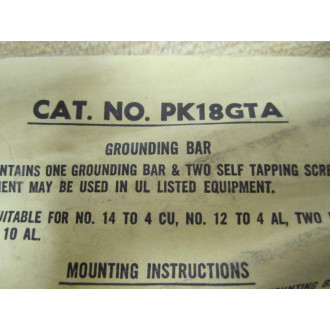 CAT. NO. PK18GTA
GROUNDING BAR
NTAINS ONE GROUNDING BAR & TWO SELF TAPPING SCRE
MENT MAY BE USED IN UL LISTED EQUIPMENT.
UITABLE FOR NO. 14 TO 4 CU, NO. 12 TO 4 AL, TWO
10 AL.
MOUNTING INSTRUCTIONS